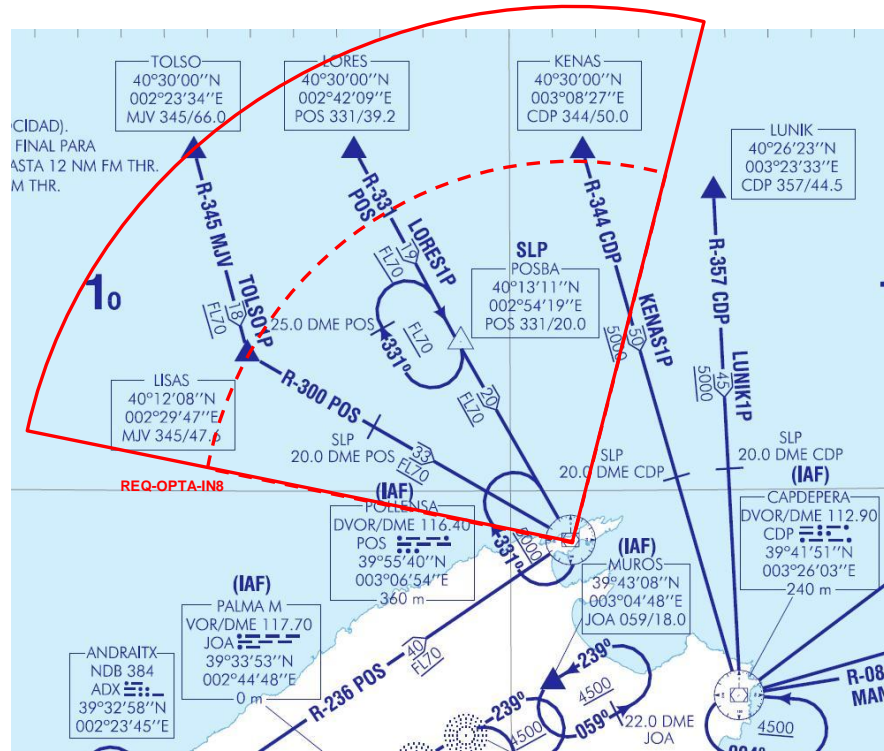 TOLSO
40°30'00''N
002°23'34''E
MJV 345/66.0
LORES
40°30'00''N
002°42'09''E
POS 331/39.2
KENAS
40°30'00''N
003°08'27''E
CDP 344/50.0
LUNIK
40°26'23''N
003°23'33''E
CDP 357/44.5
OCIDAD).
FINAL PARA
ASTA 12 NM FM THR.
M THR.
10
R-345 MJV
18
FL70
TOLSO1P
R-331
POS
19
FL70
LORES1P
SLP
POSBA
40°13'11''N
002°54'19''E
POS 331/20.0
R-344 CDP
50
5000
KENAS1P
R-357 CDP
45
5000
LUNIK1P
25.0 DME POS
FL70
331º
20
FL70
LISAS
40°12'08''N
002°29'47''E
MJV 345/47.6
R-300 POS
SLP
20.0 DME POS
33
FL70
SLP
20.0 DME CDP
SLP
20.0 DME CDP
REQ-OPTA-IN8
(IAF)
POLLENSA
DVOR/DME 116.40
POS
39°55'40''N
003°06'54''E
360 m
331º
5000
(IAF)
MUROS
39°43'08''N
003°04'48''E
JOA 059/18.0
(IAF)
CAPDEPERA
DVOR/DME 112.90
CDP
39°41'51''N
003°26'03''E
240 m
(IAF)
PALMA M
VOR/DME 117.70
JOA
39°33'53''N
002°44'48''E
0 m
ANDRAITX
NDB 384
ADX
39°32'58''N
002°23'45''E
40
FL70
R-236 POS
239º
4500
059º
22.0 DME
JOA
239º
4500
R-08
MAN
4500